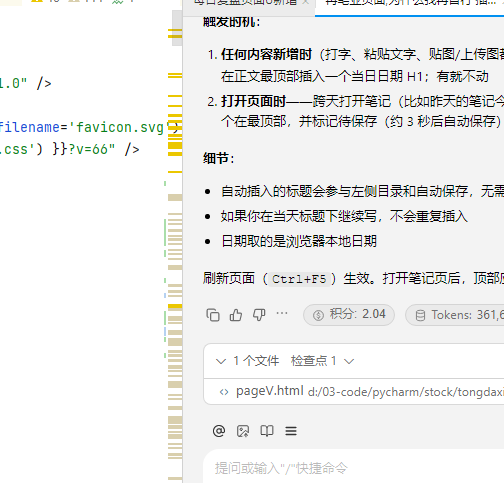 1.0" />
filename='favicon.svg')
.css') }}?v=66" />
触发时机：
1. 任何内容新增时（打字、粘贴文字、贴图/上传图
在正文最顶部插入一个当日日期 H1；有就不动
2. 打开页面时——跨天打开笔记（比如昨天的笔记今
个在最顶部，并标记待保存（约 3 秒后自动保存）
细节：
• 自动插入的标题会参与左侧目录和自动保存，无需
• 如果你在当天标题下继续写，不会重复插入
• 日期取的是浏览器本地日期
刷新页面（Ctrl+F5）生效。打开笔记页后，顶部
积分: 2.04
Tokens: 361,6
1 个文件 检查点 1
pageV.html d:/03-code/pycharm/stock/tongdaxi
提问或输入"/"快捷命令